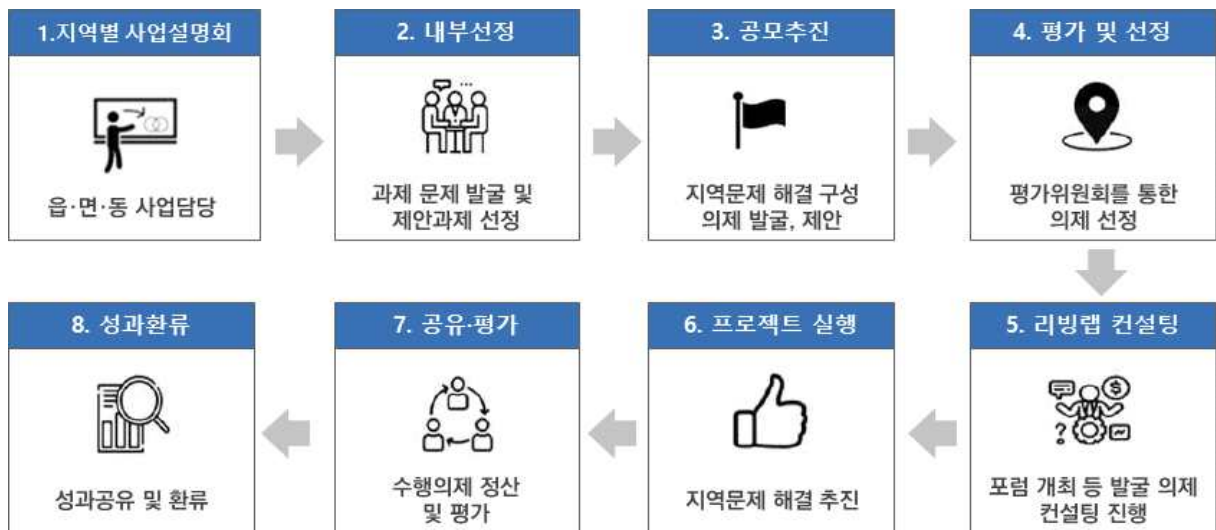 1.지역별 사업설명회
읍·면·동 사업담당
2. 내부선정
과제 문제 발굴 및
제안과제 선정
3. 공모추진
지역문제 해결 구성
의제 발굴, 제안
4. 평가 및 선정
평가위원회를 통한
의제 선정
5. 리빙랩 컨설팅
포럼 개최 등 발굴 의제
컨설팅 진행
6. 프로젝트 실행
지역문제 해결 추진
7. 공유·평가
수행의제 정산
및 평가
8. 성과환류
성과공유 및 환류